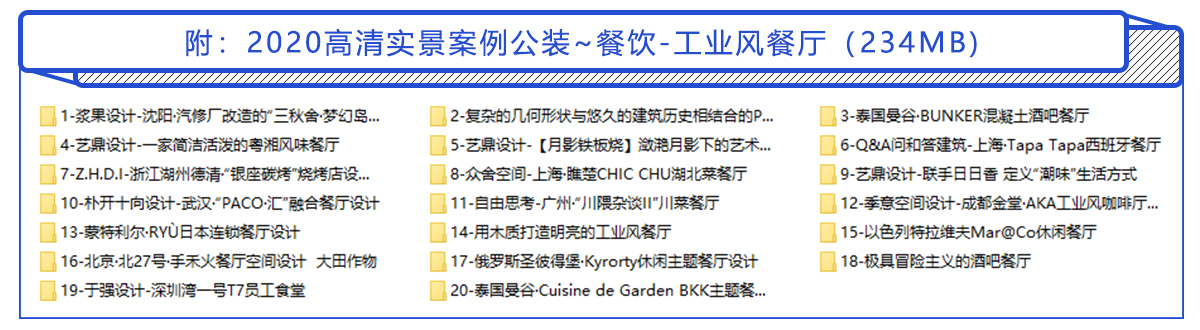 附：2020高清实景案例公装~餐饮-工业风餐厅（234MB）
1-浆果设计-沈阳·汽修厂改造的“三秋舍·梦幻岛...
2-复杂的几何形状与悠久的建筑历史相结合的P...
3-泰国曼谷·BUNKER混凝土酒吧餐厅
4-艺鼎设计-一家简洁活泼的粤湘风味餐厅
5-艺鼎设计-【月影铁板烧】潋滟月影下的艺术...
6-Q&A问和答建筑-上海·Tapa Tapa西班牙餐厅
7-Z.H.D.I-浙江湖州德清·“银座碳烤”烧烤店设...
8-众舍空间-上海·瞧楚CHIC CHU湖北菜餐厅
9-艺鼎设计-联手日日香 定义“潮味”生活方式
10-朴开十向设计-武汉·“PACO·汇”融合餐厅设计
11-自由思考-广州·“川隈杂谈II”川菜餐厅
12-季意空间设计-成都金堂·AKA工业风咖啡厅...
13-蒙特利尔·RYÙ日本连锁餐厅设计
14-用木质打造明亮的工业风餐厅
15-以色列特拉维夫Mar@Co休闲餐厅
16-北京·北27号·手禾火餐厅空间设计 大田作物
17-俄罗斯圣彼得堡·Kyrorty休闲主题餐厅设计
18-极具冒险主义的酒吧餐厅
19-于强设计-深圳湾一号T7员工食堂
20-泰国曼谷·Cuisine de Garden BKK主题餐...